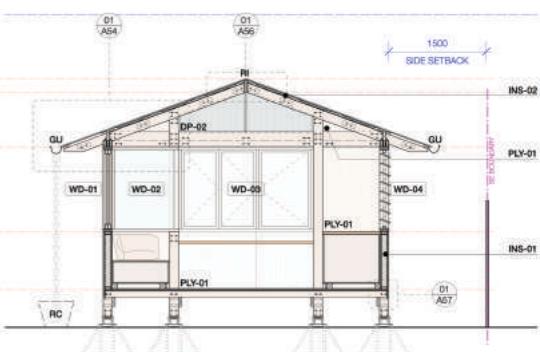 01
A54
01
A56
1500
SIDE SETBACK
RI
INS-02
DP-02
GU
GU
PLY-01
WD-01
WD-02
WD-03
WD-04
SE BOUNDARY
PLY-01
INS-01
PLY-01
01
A57
RC